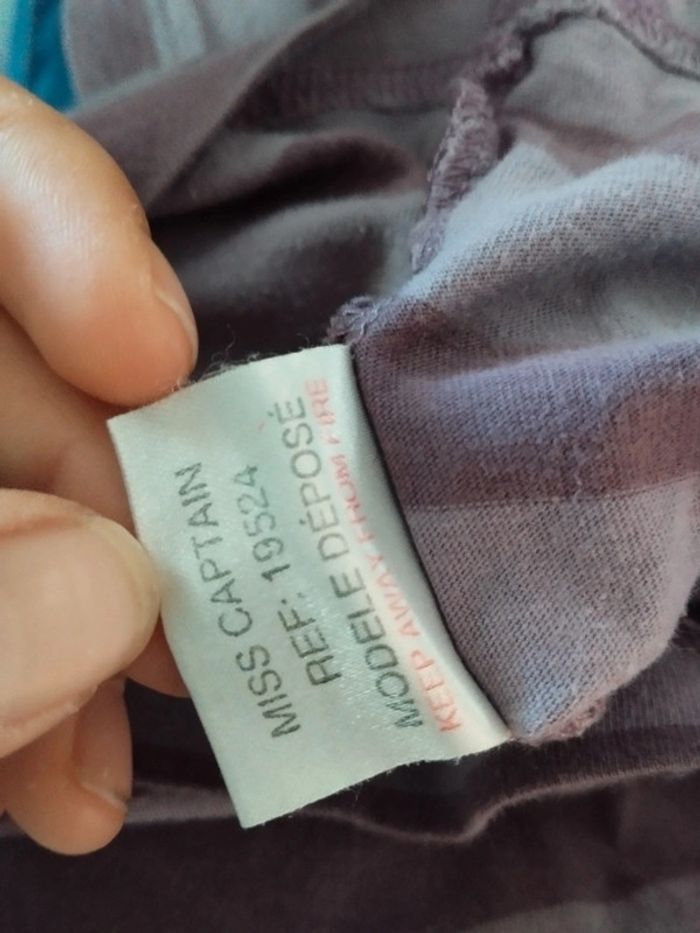 MISS CAPTAIN
REF: 19524
MODELE DÉPOSÉ
KEEP AWAY FROM FIRE